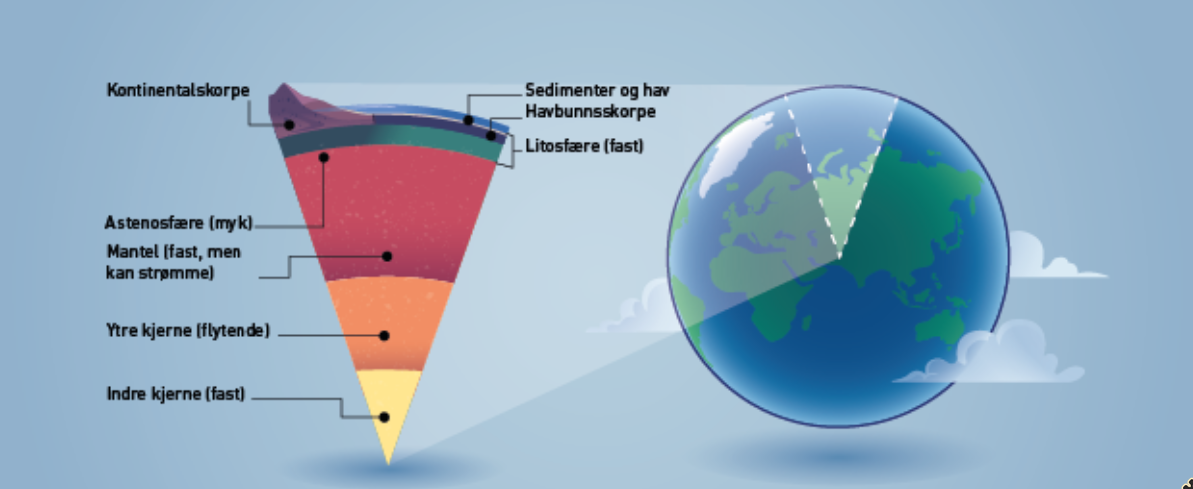 Kontinentalskorpe
Sedimenter og hav
Havbunnsskorpe
Litosfære (fast)
Astenosfære (myk)
Mantel (fast, men
kan strømme)
Ytre kjerne (flytende)
Indre kjerne (fast)